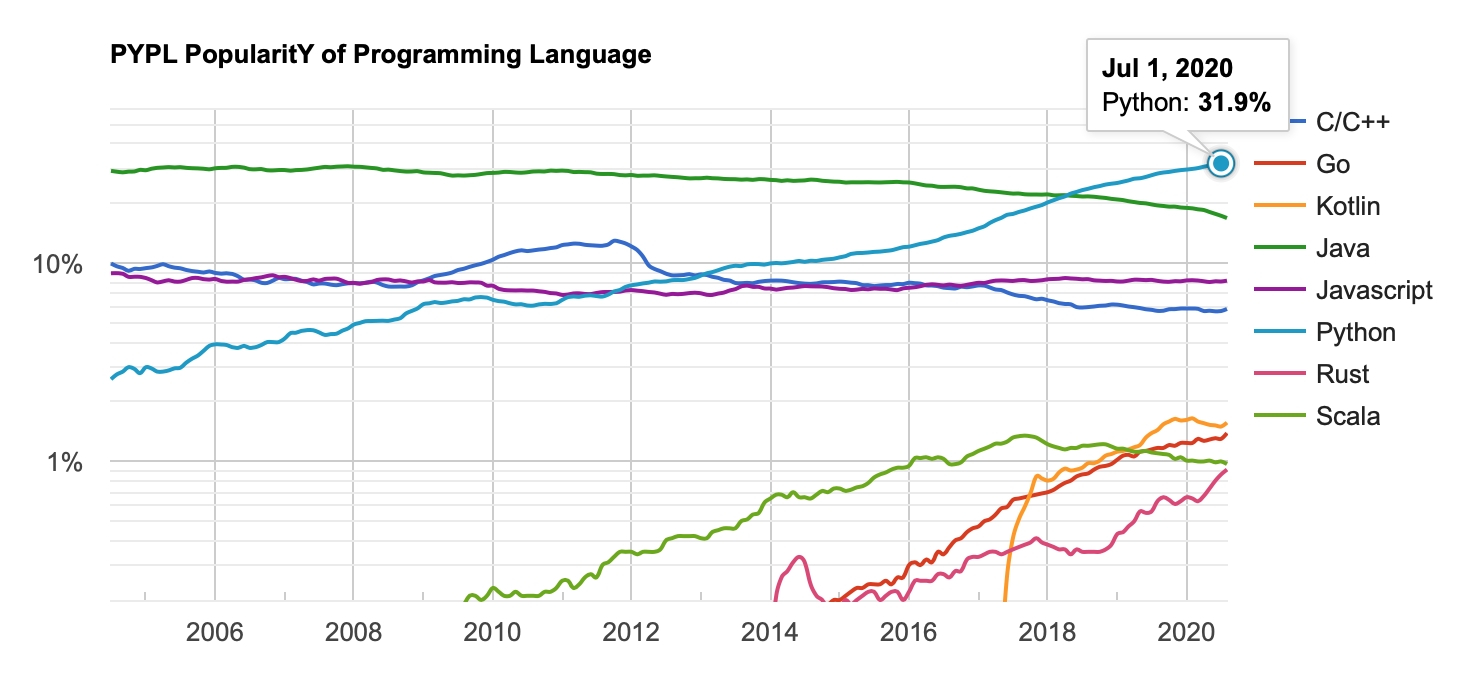 PYPL PopularitY of Programming Language
Jul 1, 2020
Python: 31.9%
C/C++
Go
Kotlin
Java
Javascript
Python
Rust
Scala
10%
1%
2006 2008 2010 2012 2014 2016 2018 2020